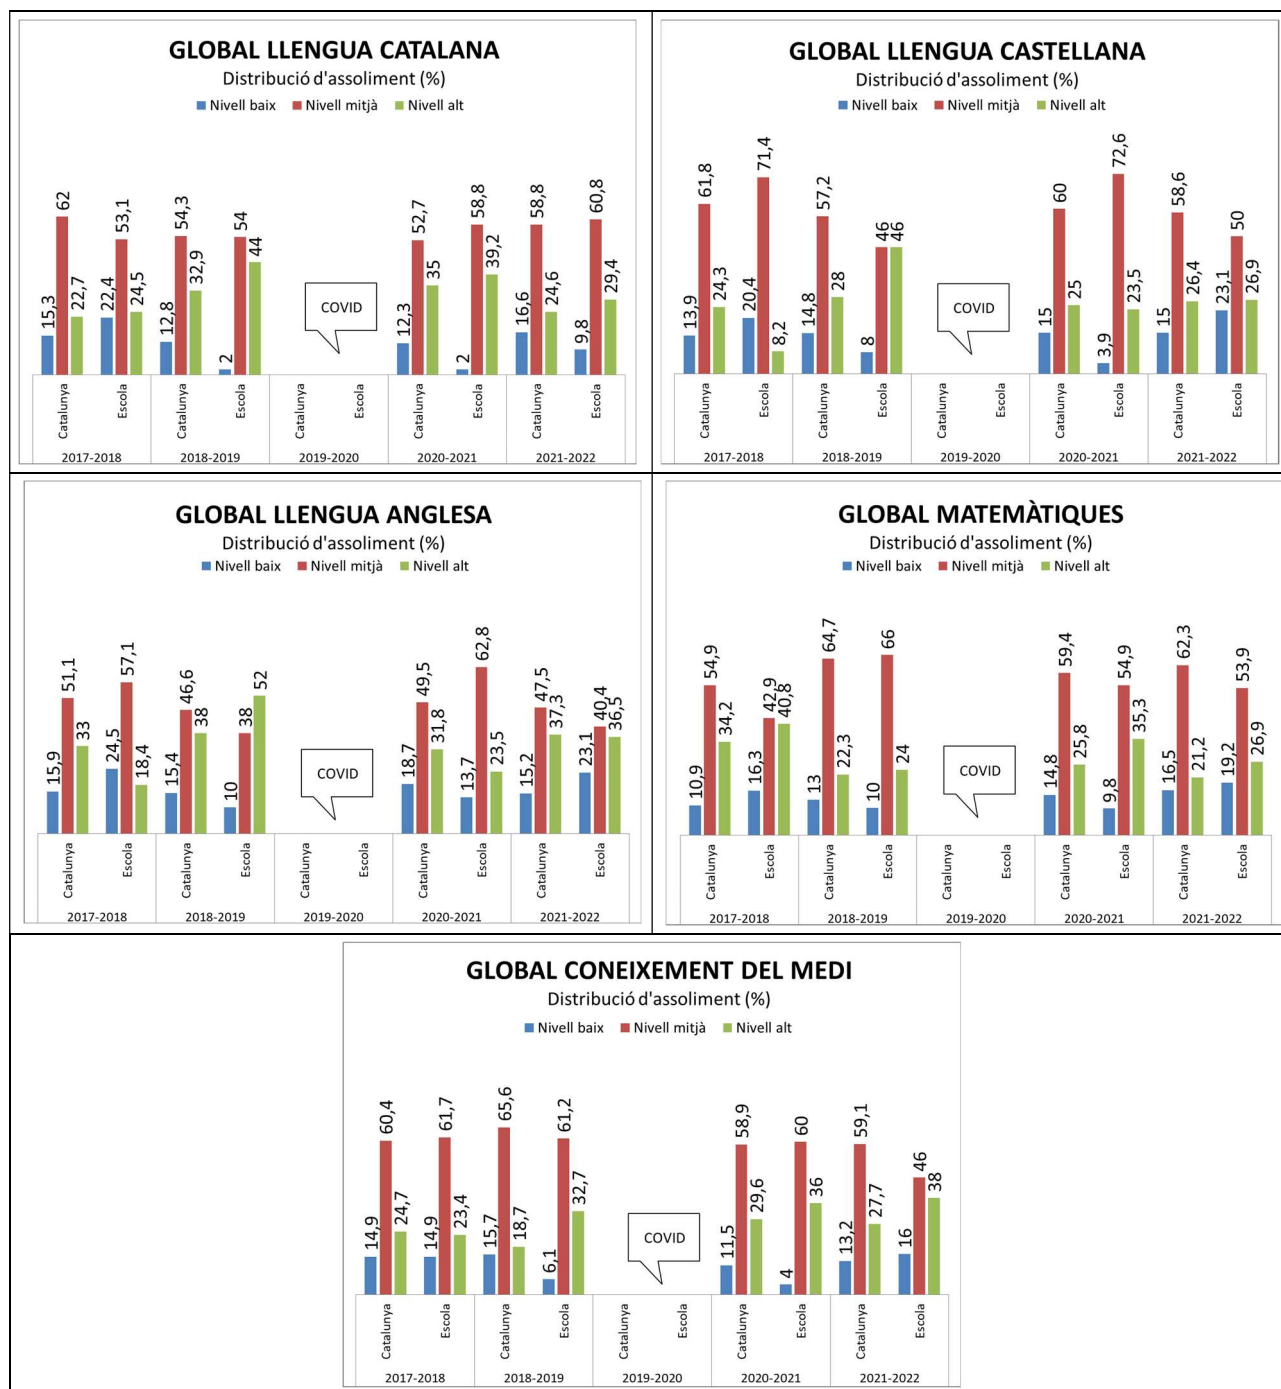 GLOBAL LLENGUA CATALANA
Distribució d'assoliment (%)
Nivell baix Nivell mitjà Nivell alt
15,3 62 22,7 22,4 53,1 24,5 12,8 54,3 32,9 2 54 44 COVID 12,3 52,7 35 2 58,8 39,2 16,6 58,8 24,6 9,8 60,8 29,4
Catalunya Escola Catalunya Escola Catalunya Escola Catalunya Escola Catalunya Escola
2017-2018 2018-2019 2019-2020 2020-2021 2021-2022
GLOBAL LLENGUA CASTELLANA
Distribució d'assoliment (%)
Nivell baix Nivell mitjà Nivell alt
13,9 61,8 24,3 20,4 71,4 8,2 14,8 57,2 28 8 46 46 COVID 15 60 25 3,9 72,6 23,5 15 58,6 26,4 23,1 50 26,9
Catalunya Escola Catalunya Escola Catalunya Escola Catalunya Escola Catalunya Escola
2017-2018 2018-2019 2019-2020 2020-2021 2021-2022
GLOBAL LLENGUA ANGLESA
Distribució d'assoliment (%)
Nivell baix Nivell mitjà Nivell alt
15,9 51,1 33 24,5 57,1 18,4 15,4 46,6 38 10 38 52 COVID 18,7 49,5 31,8 13,7 62,8 23,5 15,2 47,5 37,3 23,1 40,4 36,5
Catalunya Escola Catalunya Escola Catalunya Escola Catalunya Escola Catalunya Escola
2017-2018 2018-2019 2019-2020 2020-2021 2021-2022
GLOBAL MATEMÀTIQUES
Distribució d'assoliment (%)
Nivell baix Nivell mitjà Nivell alt
10,9 54,9 34,2 16,3 42,9 40,8 13 64,7 22,3 10 66 24 COVID 14,8 59,4 25,8 9,8 54,9 35,3 16,5 62,3 21,2 19,2 53,9 26,9
Catalunya Escola Catalunya Escola Catalunya Escola Catalunya Escola Catalunya Escola
2017-2018 2018-2019 2019-2020 2020-2021 2021-2022
GLOBAL CONEIXEMENT DEL MEDI
Distribució d'assoliment (%)
Nivell baix Nivell mitjà Nivell alt
14,9 60,4 24,7 14,9 61,7 23,4 15,7 65,6 18,7 6,1 61,2 32,7 COVID 11,5 58,9 29,6 4 60 36 13,2 59,1 27,7 16 46 38
Catalunya Escola Catalunya Escola Catalunya Escola Catalunya Escola Catalunya Escola
2017-2018 2018-2019 2019-2020 2020-2021 2021-2022